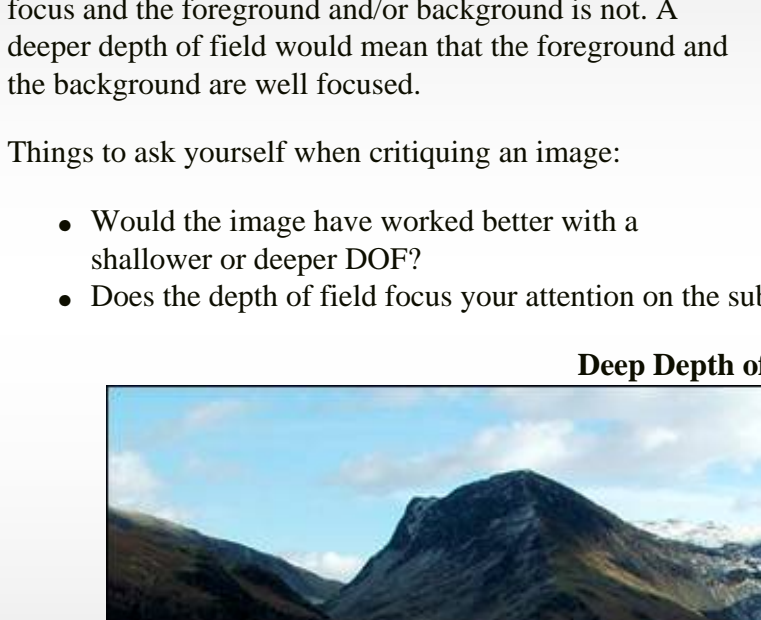 focus and the foreground and/or background is not. A
deeper depth of field would mean that the foreground and
the background are well focused.
Things to ask yourself when critiquing an image:
● Would the image have worked better with a
shallower or deeper DOF?
● Does the depth of field focus your attention on the
Deep Depth